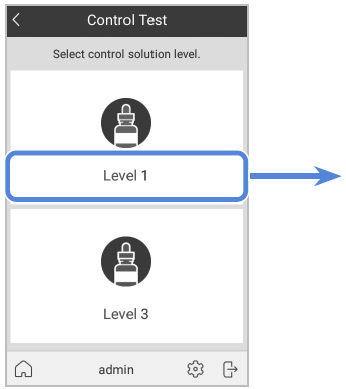 Control Test
Select control solution level.
Level 1
Level 3
admin